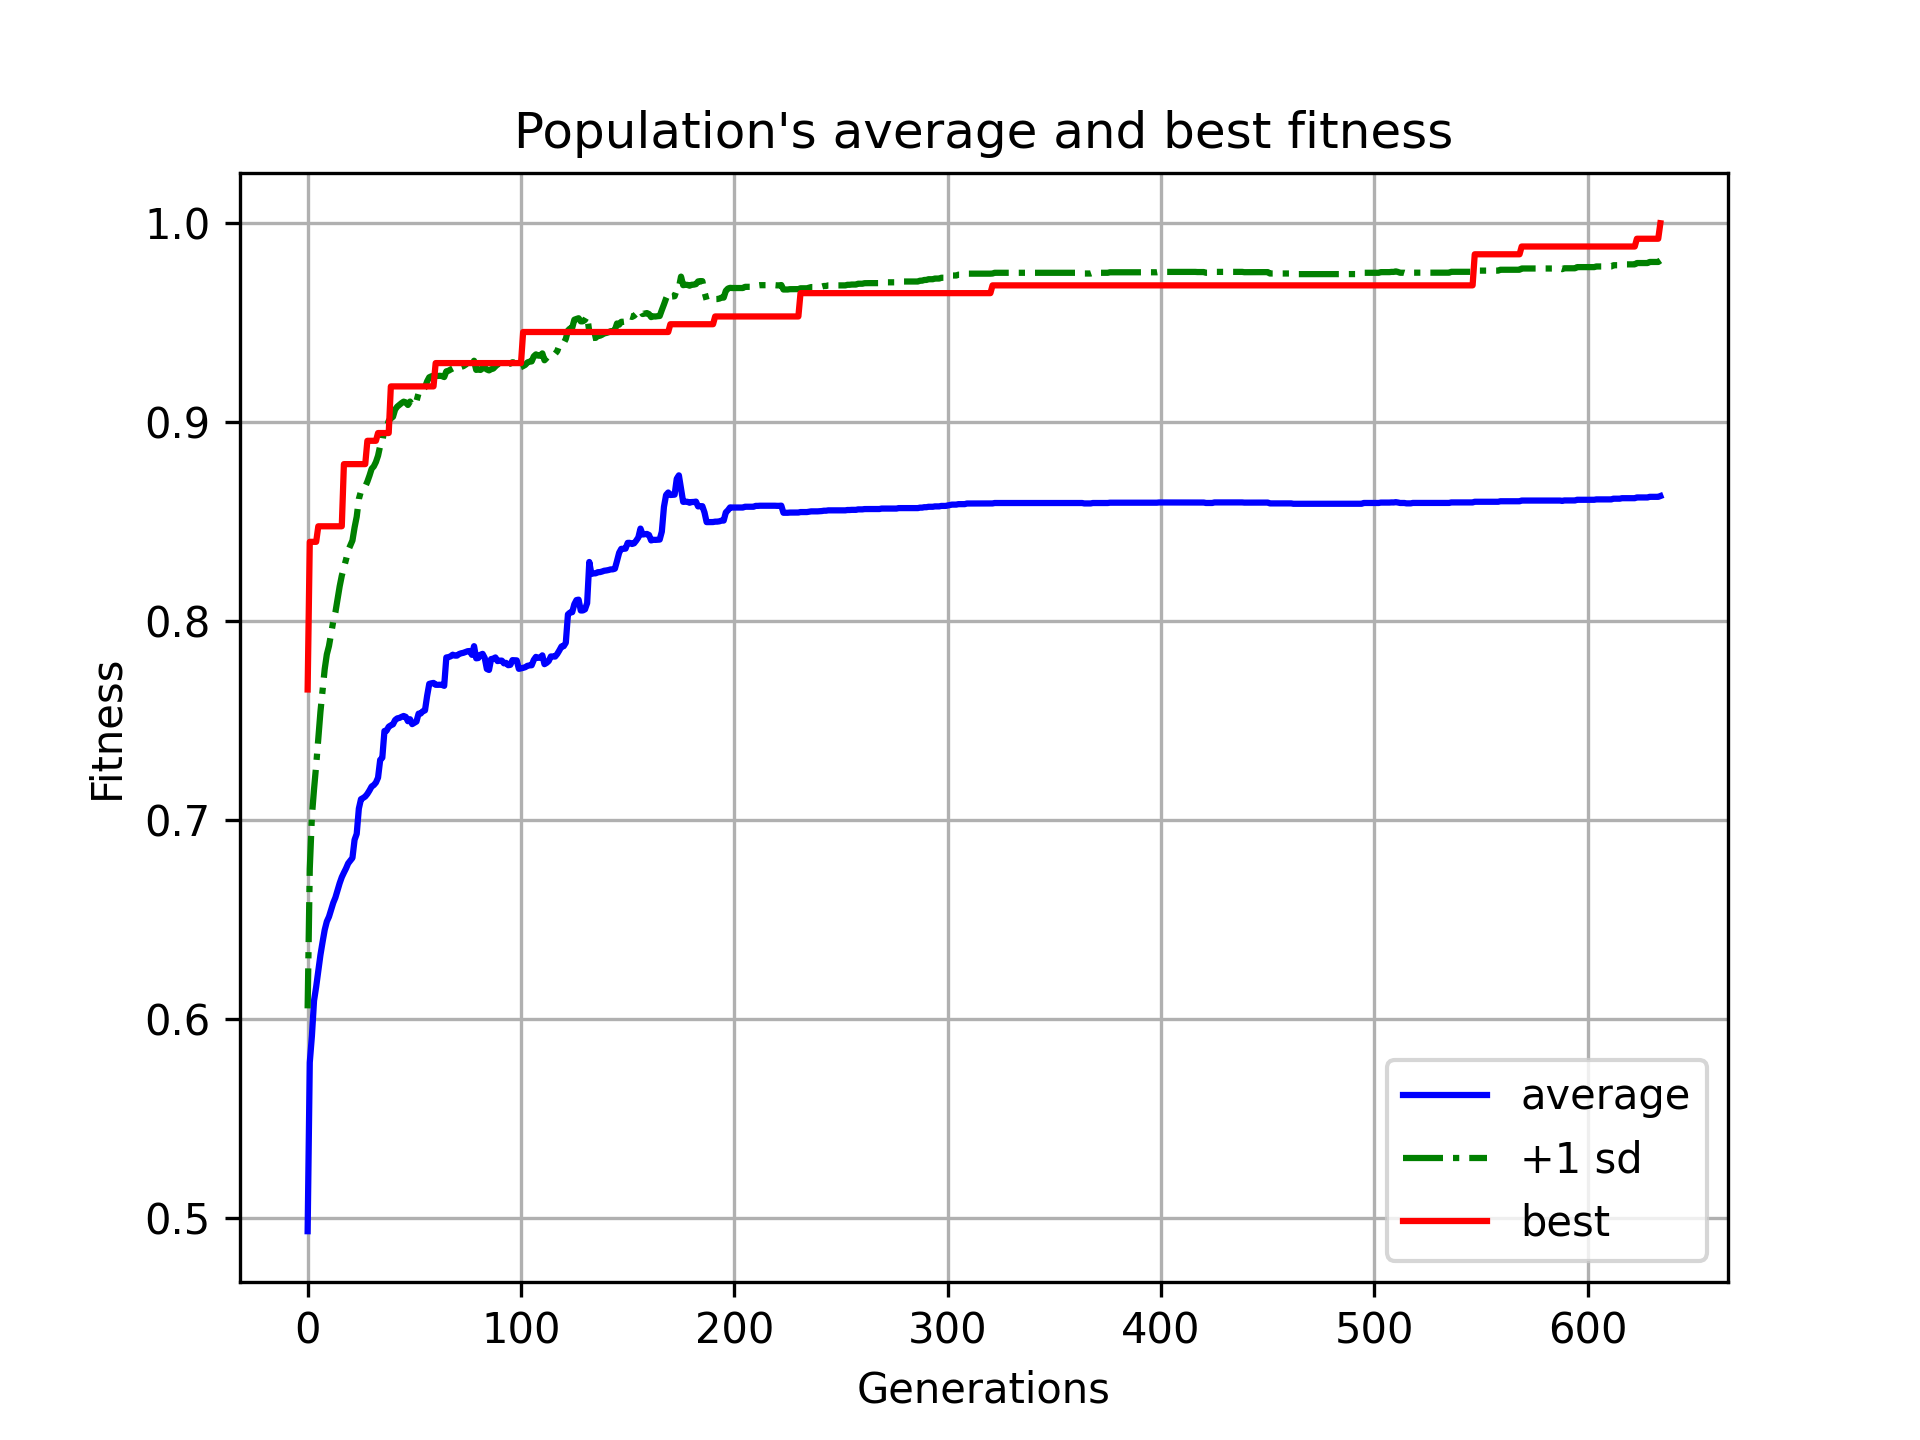 Population's average and best fitness
1.0
0.9
0.8
0.7
0.6
0.5
Fitness
0 100 200 300 400 500 600
Generations
average
+1 sd
best